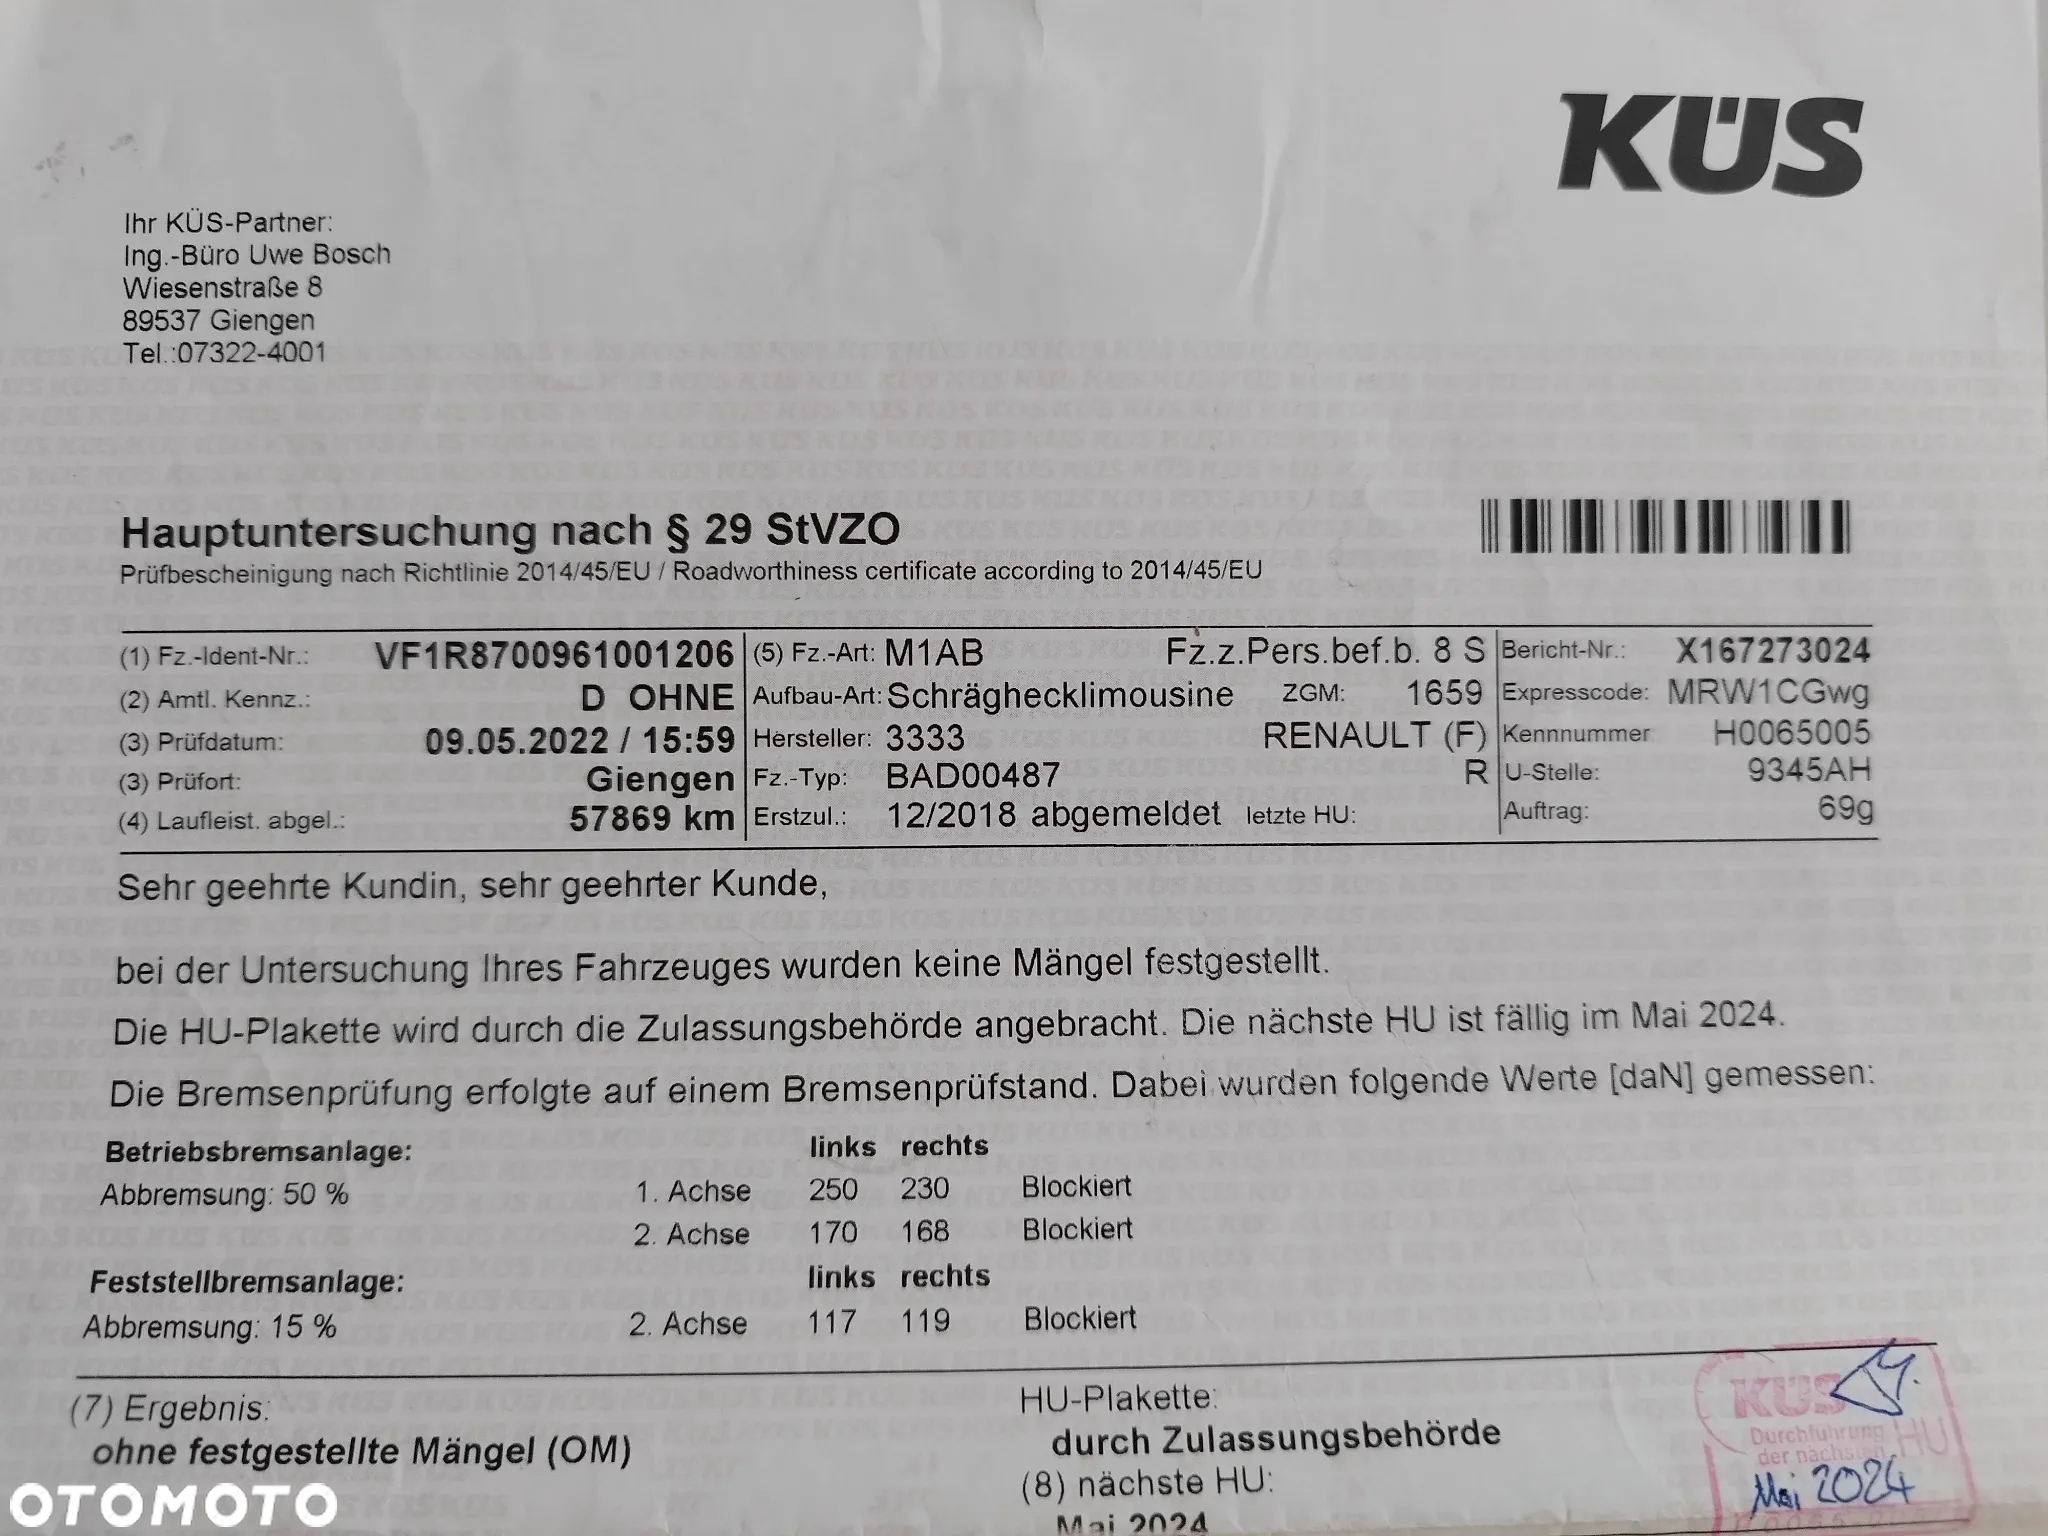 KÜS
Ihr KÜS-Partner:
Ing.-Büro Uwe Bosch
Wiesenstraße 8
89537 Giengen
Tel.:07322-4001
Hauptuntersuchung nach § 29 StVZO
Prüfbescheinigung nach Richtlinie 2014/45/EU / Roadworthiness certificate according to 2014/45/EU
(1) Fz.-Ident-Nr.: VF1R8700961001206 (5) Fz.-Art: M1AB Fz.z.Pers.bef.b. 8 S Bericht-Nr.: X167273024
(2) Amtl. Kennz.: D OHNE Aufbau-Art: Schräghecklimousine ZGM: 1659 Expresscode: MRW1CGwg
(3) Prüfdatum: 09.05.2022 / 15:59 Hersteller: 3333 RENAULT (F) Kennnummer H0065005
(3) Prüfort: Giengen Fz.-Typ: BAD00487 R U-Stelle: 9345AH
(4) Laufleist. abgel.: 57869 km Erstzul.: 12/2018 abgemeldet letzte HU: Auftrag: 69g
Sehr geehrte Kundin, sehr geehrter Kunde,
bei der Untersuchung Ihres Fahrzeuges wurden keine Mängel festgestellt.
Die HU-Plakette wird durch die Zulassungsbehörde angebracht. Die nächste HU ist fällig im Mai 2024.
Die Bremsenprüfung erfolgte auf einem Bremsenprüfstand. Dabei wurden folgende Werte [daN] gemessen:
Betriebsbremsanlage: links rechts
Abbremsung: 50 % 1. Achse 250 230 Blockiert
2. Achse 170 168 Blockiert
Feststellbremsanlage: links rechts
Abbremsung: 15 % 2. Achse 117 119 Blockiert
(7) Ergebnis:
ohne festgestellte Mängel (OM)
HU-Plakette:
durch Zulassungsbehörde
(8) nächste HU:
Mai 2024
KÜS
Durchführung
der nächsten HU
Mai 2024
OTOMOTO